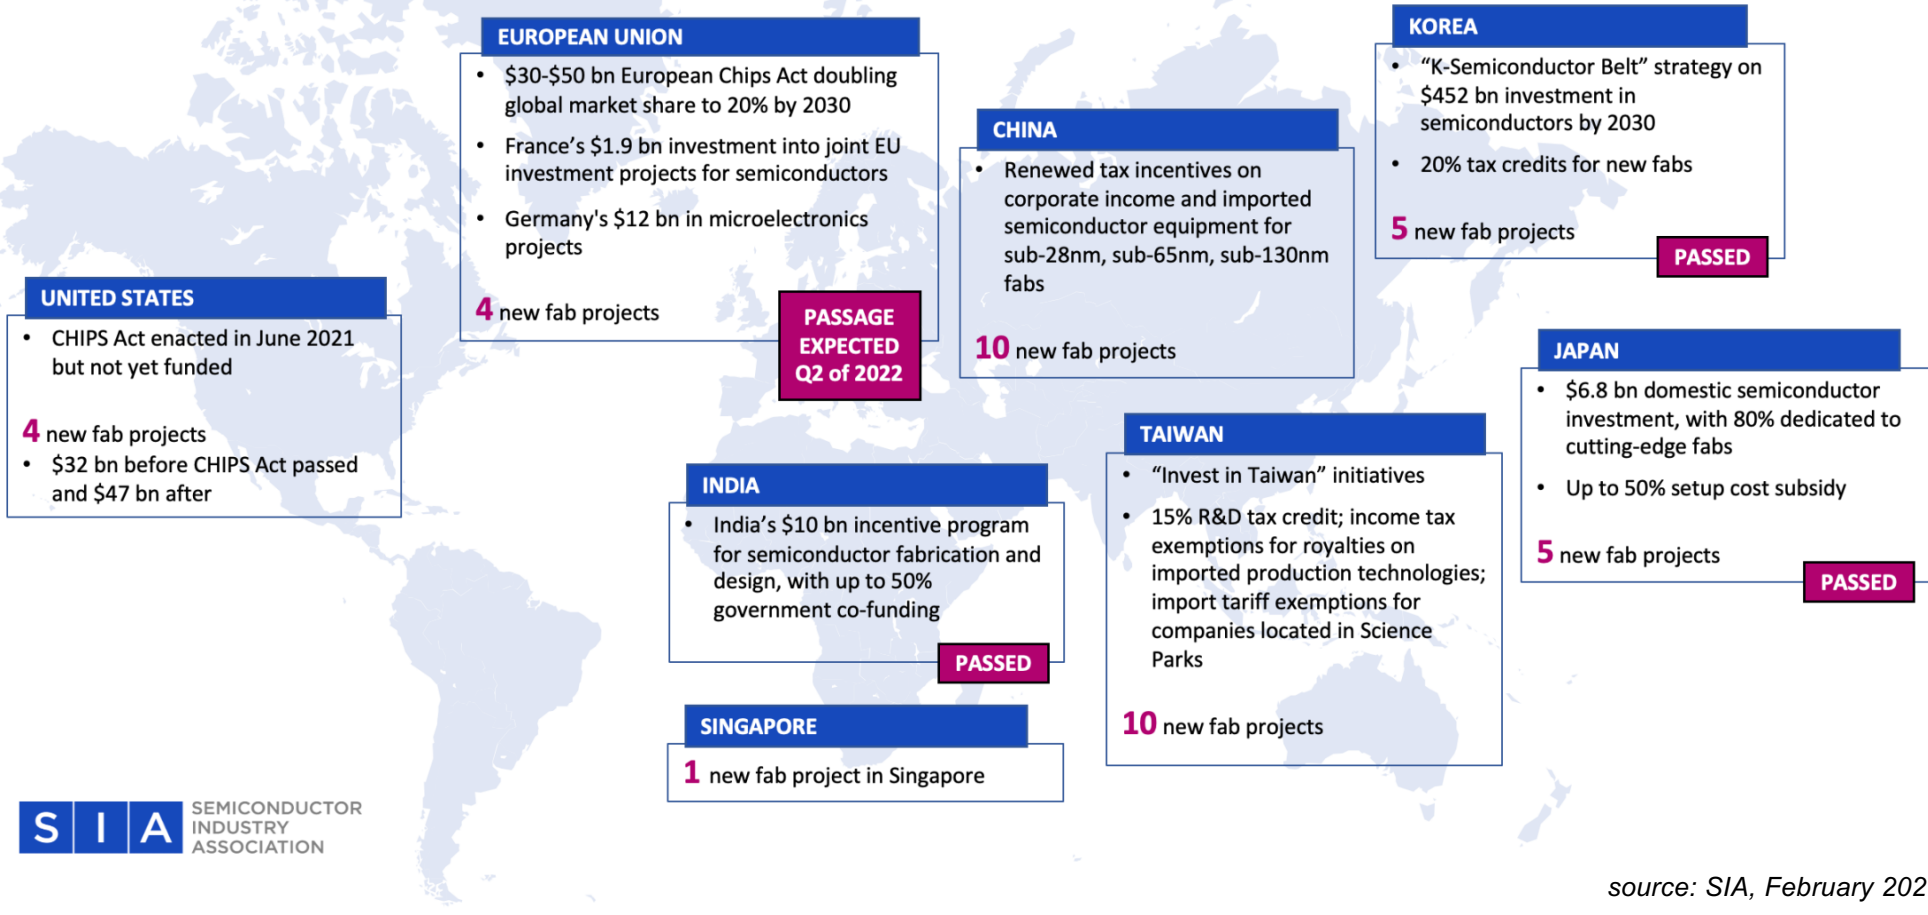 EUROPEAN UNION
• $30-$50 bn European Chips Act doubling
global market share to 20% by 2030
• France’s $1.9 bn investment into joint EU
investment projects for semiconductors
• Germany's $12 bn in microelectronics
projects
4 new fab projects
PASSAGE
EXPECTED
Q2 of 2022
KOREA
• “K-Semiconductor Belt” strategy on
$452 bn investment in
semiconductors by 2030
• 20% tax credits for new fabs
5 new fab projects
PASSED
CHINA
• Renewed tax incentives on
corporate income and imported
semiconductor equipment for
sub-28nm, sub-65nm, sub-130nm
fabs
10 new fab projects
UNITED STATES
• CHIPS Act enacted in June 2021
but not yet funded
4 new fab projects
• $32 bn before CHIPS Act passed
and $47 bn after
JAPAN
• $6.8 bn domestic semiconductor
investment, with 80% dedicated to
cutting-edge fabs
• Up to 50% setup cost subsidy
5 new fab projects
PASSED
TAIWAN
• “Invest in Taiwan” initiatives
• 15% R&D tax credit; income tax
exemptions for royalties on
imported production technologies;
import tariff exemptions for
companies located in Science
Parks
10 new fab projects
INDIA
• India’s $10 bn incentive program
for semiconductor fabrication and
design, with up to 50%
government co-funding
PASSED
SINGAPORE
1 new fab project in Singapore
SIA
SEMICONDUCTOR
INDUSTRY
ASSOCIATION
source: SIA, February 202